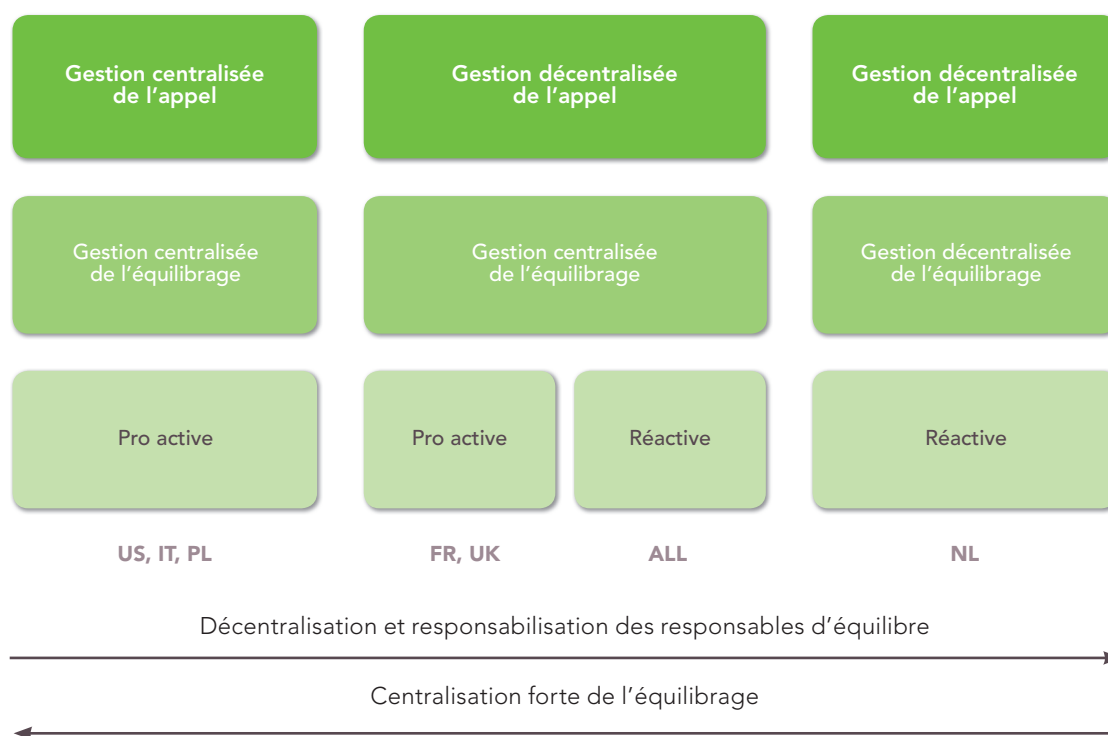 Gestion centralisée
de l'appel
Gestion décentralisée
de l'appel
Gestion décentralisée
de l'appel
Gestion centralisée
de l'équilibrage
Gestion centralisée
de l'équilibrage
Gestion décentralisée
de l'équilibrage
Pro active
Pro active
Réactive
Réactive
US, IT, PL
FR, UK
ALL
NL
Décentralisation et responsabilisation des responsables d'équilibre
Centralisation forte de l'équilibrage